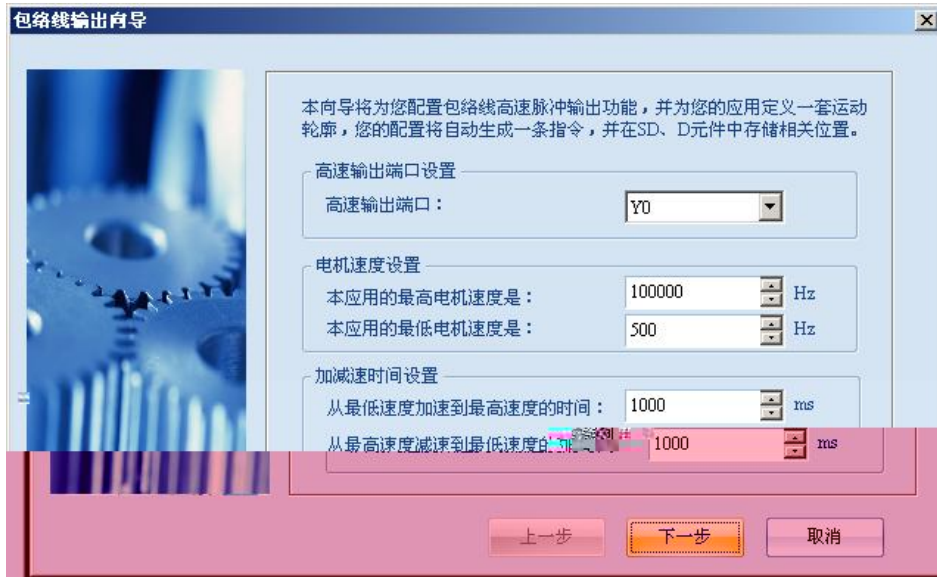 包络线输出向导
本向导将为您配置包络线高速脉冲输出功能，并为您的应用定义一套运动
轮廓，您的配置将自动生成一条指令，并在SD、D元件中存储相关位置。
高速输出端口设置
高速输出端口： Y0
电机速度设置
本应用的最高电机速度是： 100000 Hz
本应用的最低电机速度是： 500 Hz
加减速时间设置
从最低速度加速到最高速度的时间： 1000 ms
从最高速度减速到最低速度的 1000 ms
上一步 下一步 取消